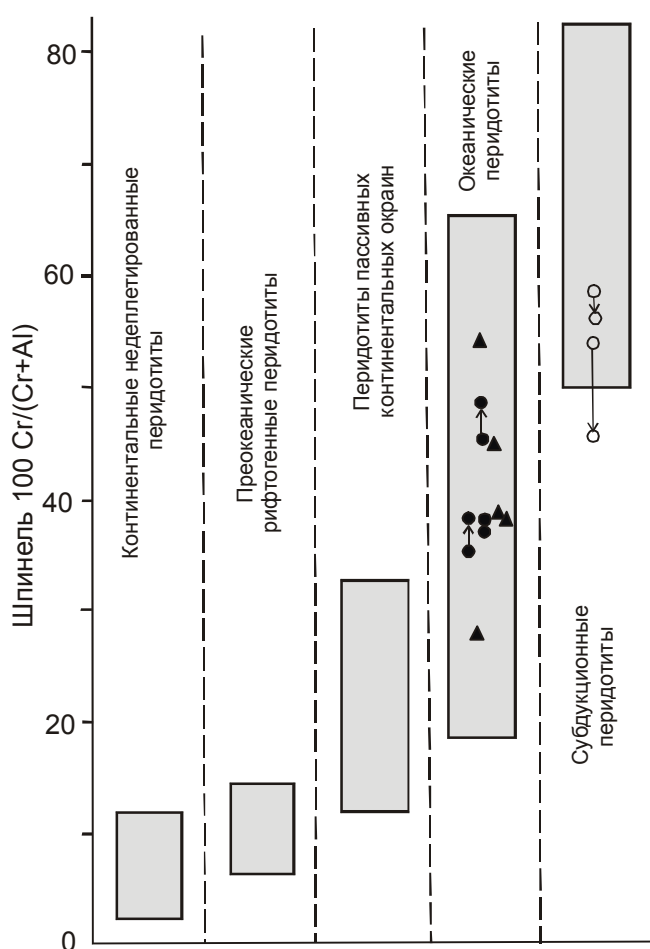 Шпинель 100 Cr/(Cr+Al)
80
60
40
20
0
Континентальные недеплетированные
перидотиты
Преокеанические
рифтогенные перидотиты
Перидотиты пассивных
континентальных окраин
Океанические
перидотиты
Субдукционные
перидотиты